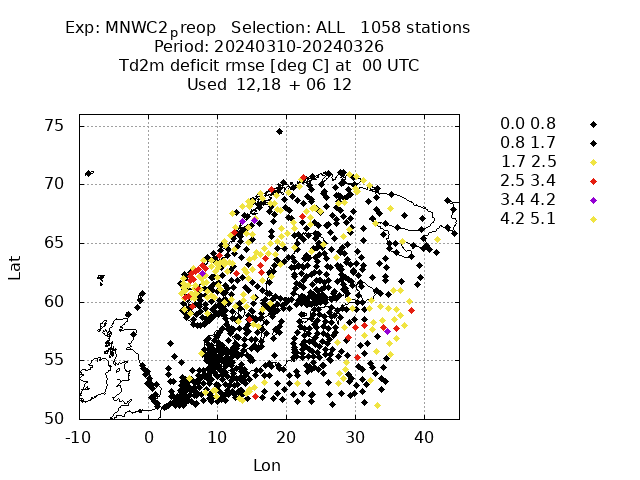 Exp: MNWC2preop Selection: ALL 1058 stations
Period: 20240310-20240326
Td2m deficit rmse [deg C] at 00 UTC
Used 12,18 + 06 12
0.0 0.8
0.8 1.7
1.7 2.5
2.5 3.4
3.4 4.2
4.2 5.1
75
70
65
60
55
50
Lat
-10 0 10 20 30 40
Lon